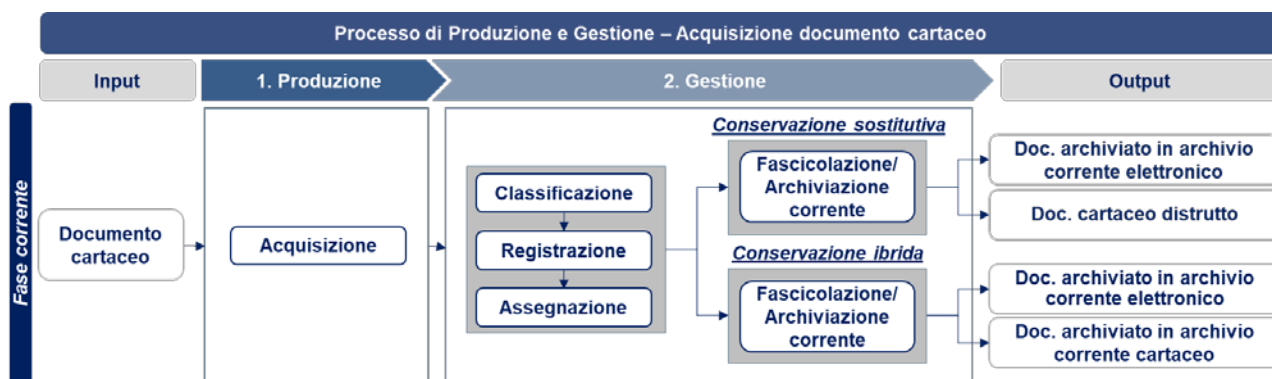 Processo di Produzione e Gestione – Acquisizione documento cartaceo
Input
1. Produzione
2. Gestione
Output
Fase corrente
Documento
cartaceo
Acquisizione
Classificazione
Registrazione
Assegnazione
Conservazione sostitutiva
Fascicolazione/
Archiviazione
corrente
Conservazione ibrida
Fascicolazione/
Archiviazione
corrente
Doc. archiviato in archivio
corrente elettronico
Doc. cartaceo distrutto
Doc. archiviato in archivio
corrente elettronico
Doc. archiviato in archivio
corrente cartaceo